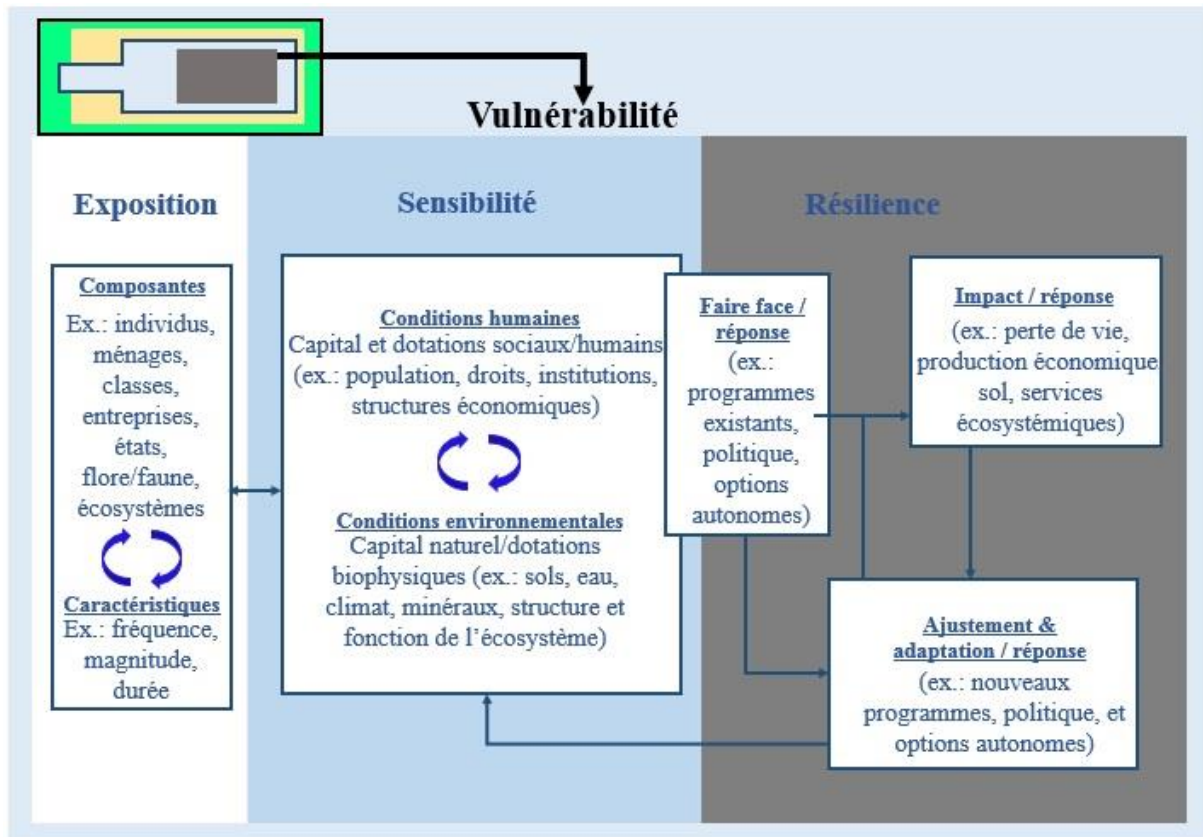 Vulnérabilité
Exposition
Sensibilité
Résilience
Composantes
Ex.: individus,
ménages,
classes,
entreprises,
états,
flore/faune,
écosystèmes
Caractéristiques
Ex.: fréquence,
magnitude,
durée
Conditions humaines
Capital et dotations sociaux/humains
(ex.: population, droits, institutions,
structures économiques)
Conditions environnementales
Capital naturel/dotations
biophysiques (ex.: sols, eau,
climat, minéraux, structure et
fonction de l’écosystème)
Faire face /
réponse
(ex.:
programmes
existants,
politique,
options
autonomes)
Impact / réponse
(ex.: perte de vie,
production économique
sol, services
écosystémiques)
Ajustement &
adaptation / réponse
(ex.: nouveaux
programmes, politique, et
options autonomes)